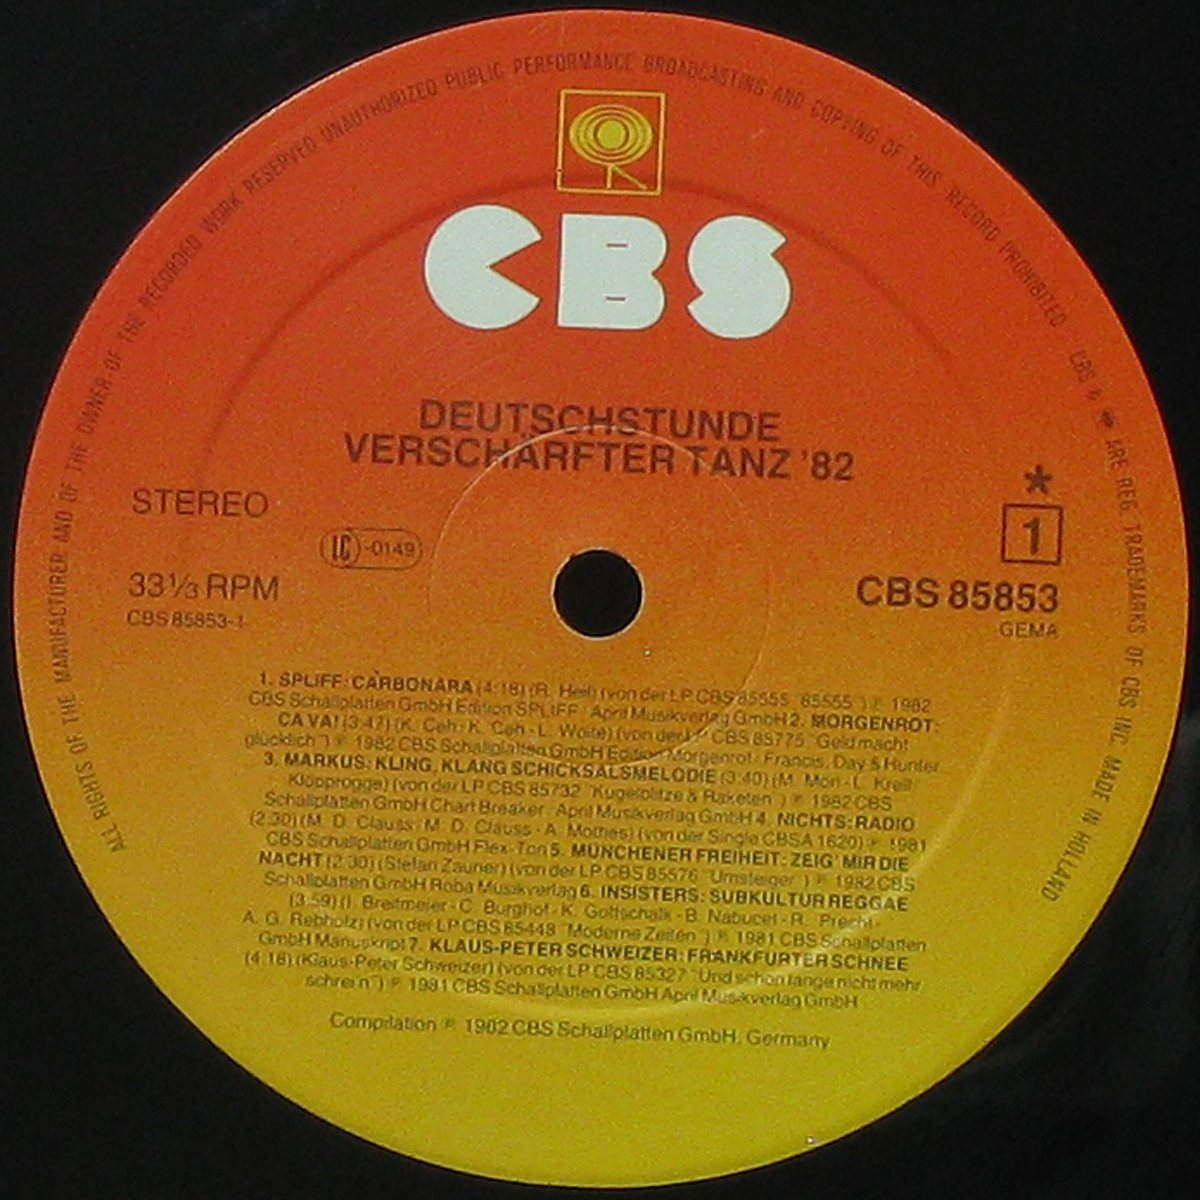 ALL RIGHTS OF THE MANUFACTURER AND OF THE OWNER OF THE RECORDED WORK RESERVED UNAUTHORIZED PUBLIC PERFORMANCE BROADCASTING AND COPYING OF THIS RECORD PROHIBITED. CBS & ARE REG. TRADEMARKS OF CBS INC. MADE IN HOLLAND
CBS
DEUTSCHSTUNDE
VERSCHÄRFTER TANZ '82
STEREO
*
1
LC -0149
33⅓ RPM
CBS 85853
CBS 85853-1
GEMA
1. SPLIFF: CARBONARA (4:18) (R. Heil) (von der LP CBS 85555 "85555") ℗ 1982
CBS Schallplatten GmbH Edition SPLIFF / April Musikverlag GmbH 2. MORGENROT:
CA VA! (3:47) (K. Ceh - K. Ceh - L. Woite) (von der LP CBS 85775 "Geld macht
glücklich") ℗ 1982 CBS Schallplatten GmbH Edition Morgenrot / Francis, Day & Hunter
3. MARKUS: KLING, KLANG SCHICKSALSMELODIE (3:40) (M. Mori - L. Kreil -
Klopprogge) (von der LP CBS 85732 "Kugelblitze & Raketen") ℗ 1982 CBS
Schallplatten GmbH Chart Breaker - April Musikverlag GmbH 4. NICHTS: RADIO
(2:30) (M. D. Clauss - M. D. Clauss - A. Mothes) (von der Single CBSA 1620) ℗ 1981
CBS Schallplatten GmbH Flex-Ton 5. MÜNCHENER FREIHEIT: ZEIG' MIR DIE
NACHT (2:30) (Stefan Zauner) (von der LP CBS 85576 "Umsteiger") ℗ 1982 CBS
Schallplatten GmbH Roba Musikverlag 6. INSISTERS: SUBKULTUR REGGAE
(3:59) (I. Breitmeier - C. Burghof - K. Gottschalk - B. Nabucet - R. Precht -
A. G. Rebholz) (von der LP CBS 85448 "Moderne Zeiten") ℗ 1981 CBS Schallplatten
GmbH Manuskript 7. KLAUS-PETER SCHWEIZER: FRANKFURTER SCHNEE
(4:18) (Klaus-Peter Schweizer) (von der LP CBS 85327 "Und schon lange nicht mehr
schrei'n") ℗ 1981 CBS Schallplatten GmbH April Musikverlag GmbH
Compilation ℗ 1982 CBS Schallplatten GmbH, Germany